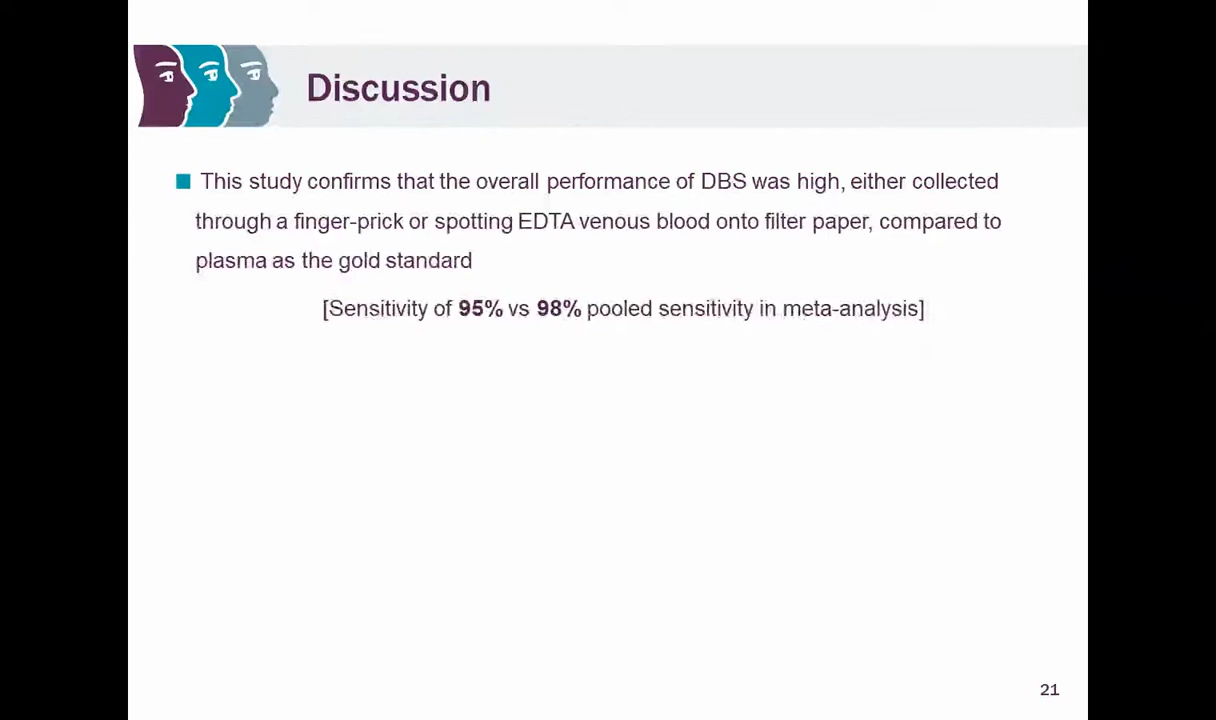 Discussion
This study confirms that the overall performance of DBS was high, either collected
through a finger-prick or spotting EDTA venous blood onto filter paper, compared to
plasma as the gold standard
[Sensitivity of 95% vs 98% pooled sensitivity in meta-analysis]
21